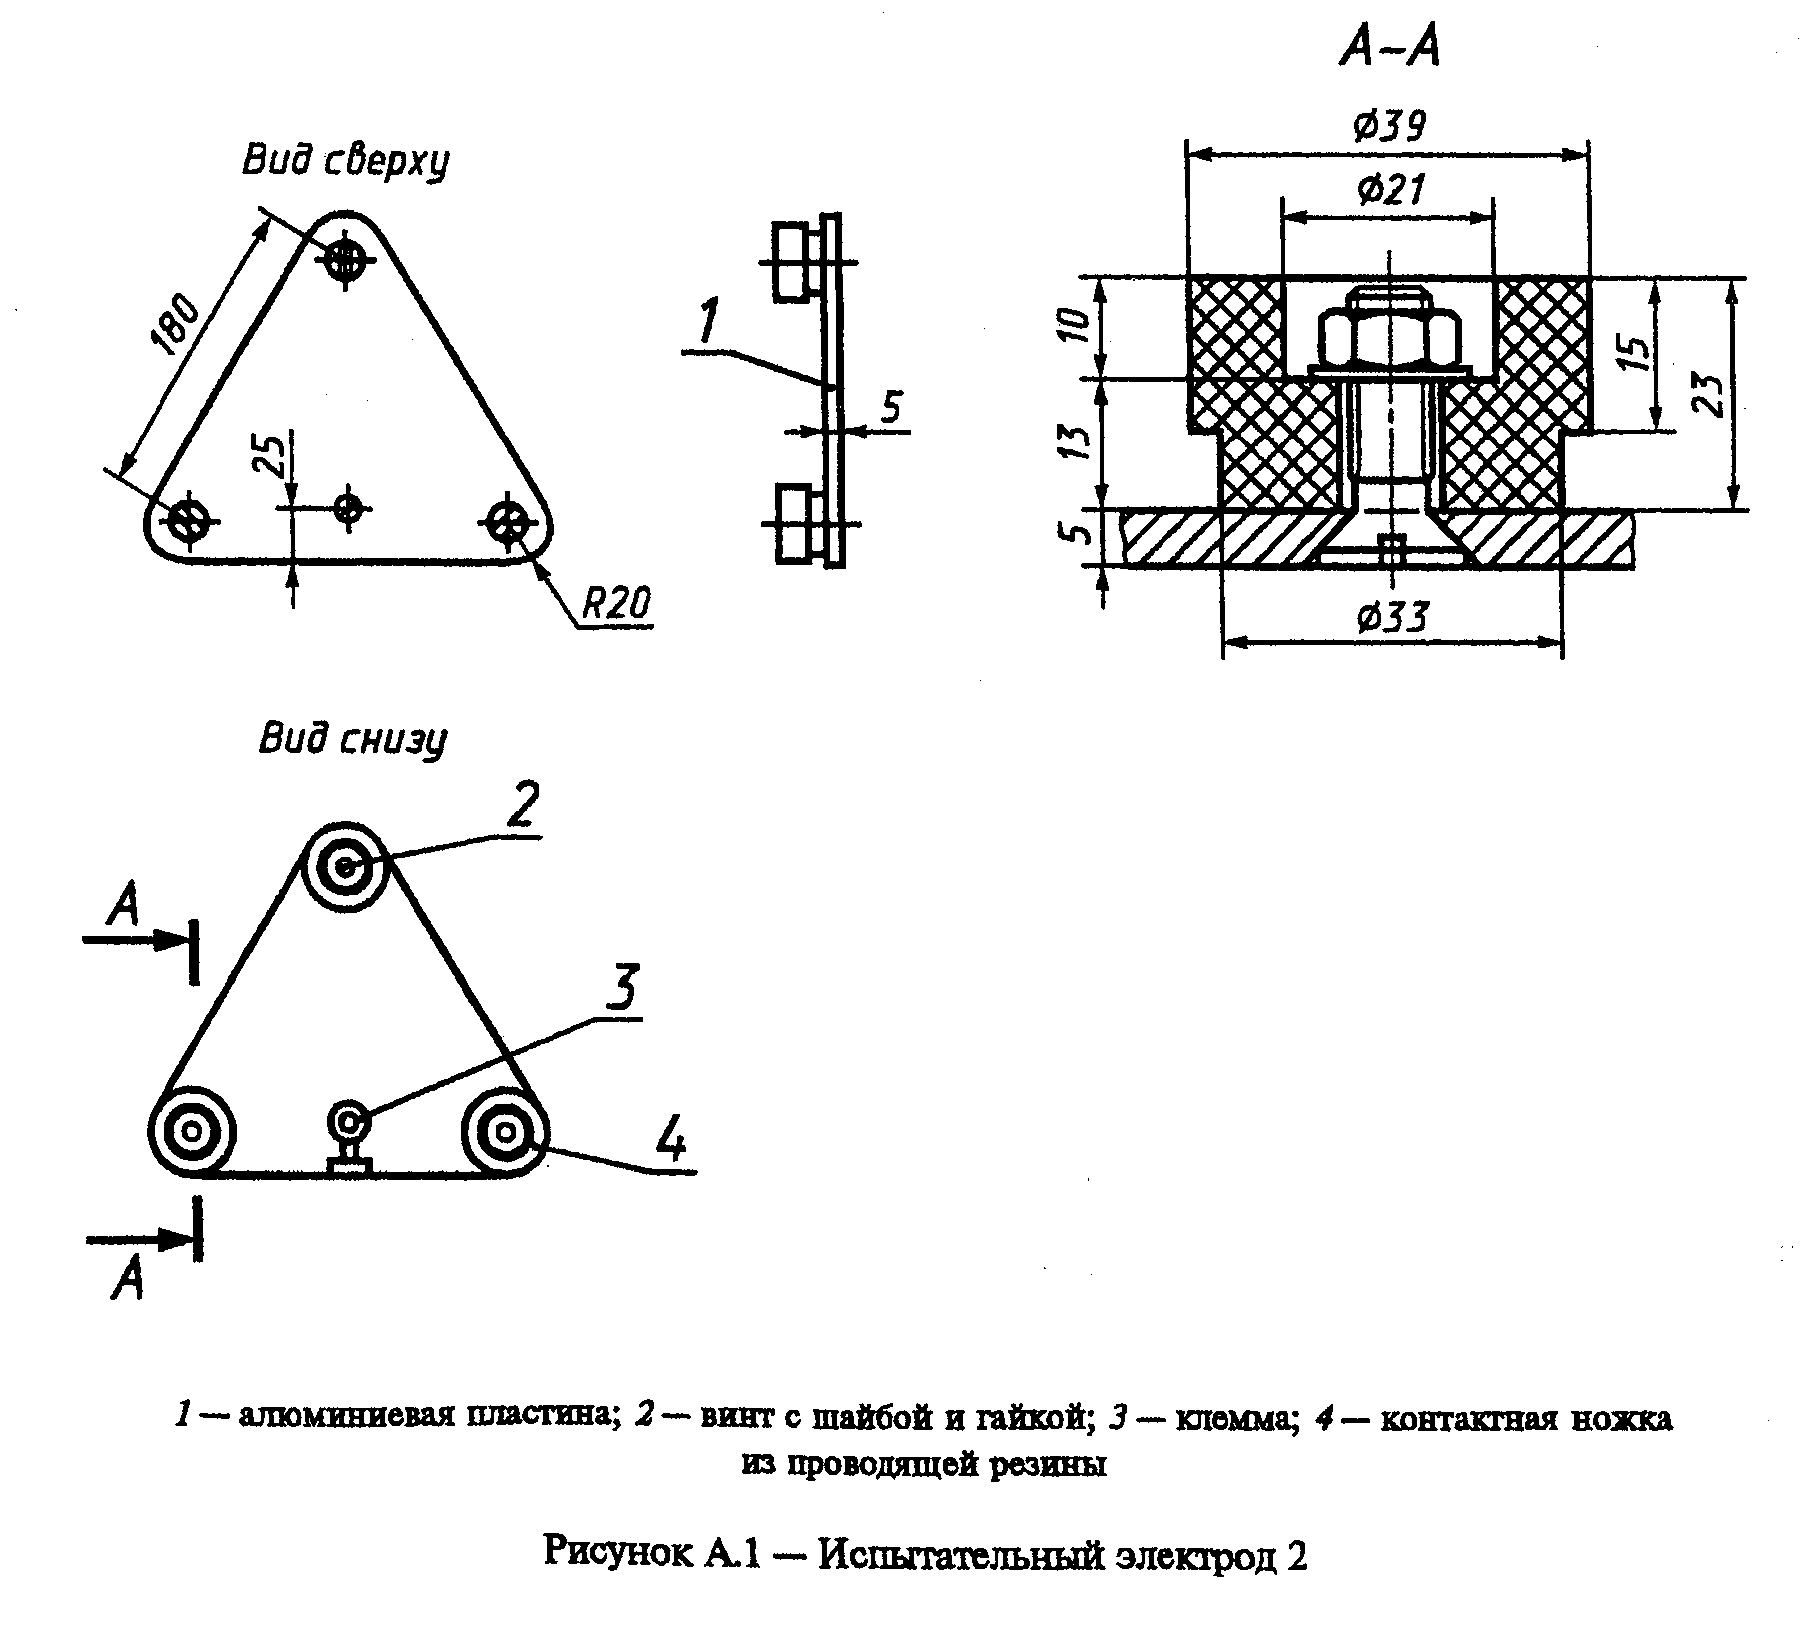 А–А
Ø39
Вид сверху
Ø21
180
1
10
15
5
23
25
13
5
R20
Ø33
Вид снизу
2
А
3
4
А
1 — алюминиевая пластина; 2 — винт с шайбой и гайкой; 3 — клемма; 4 — контактная ножка
из проводящей резины
Рисунок А.1 — Испытательный электрод 2